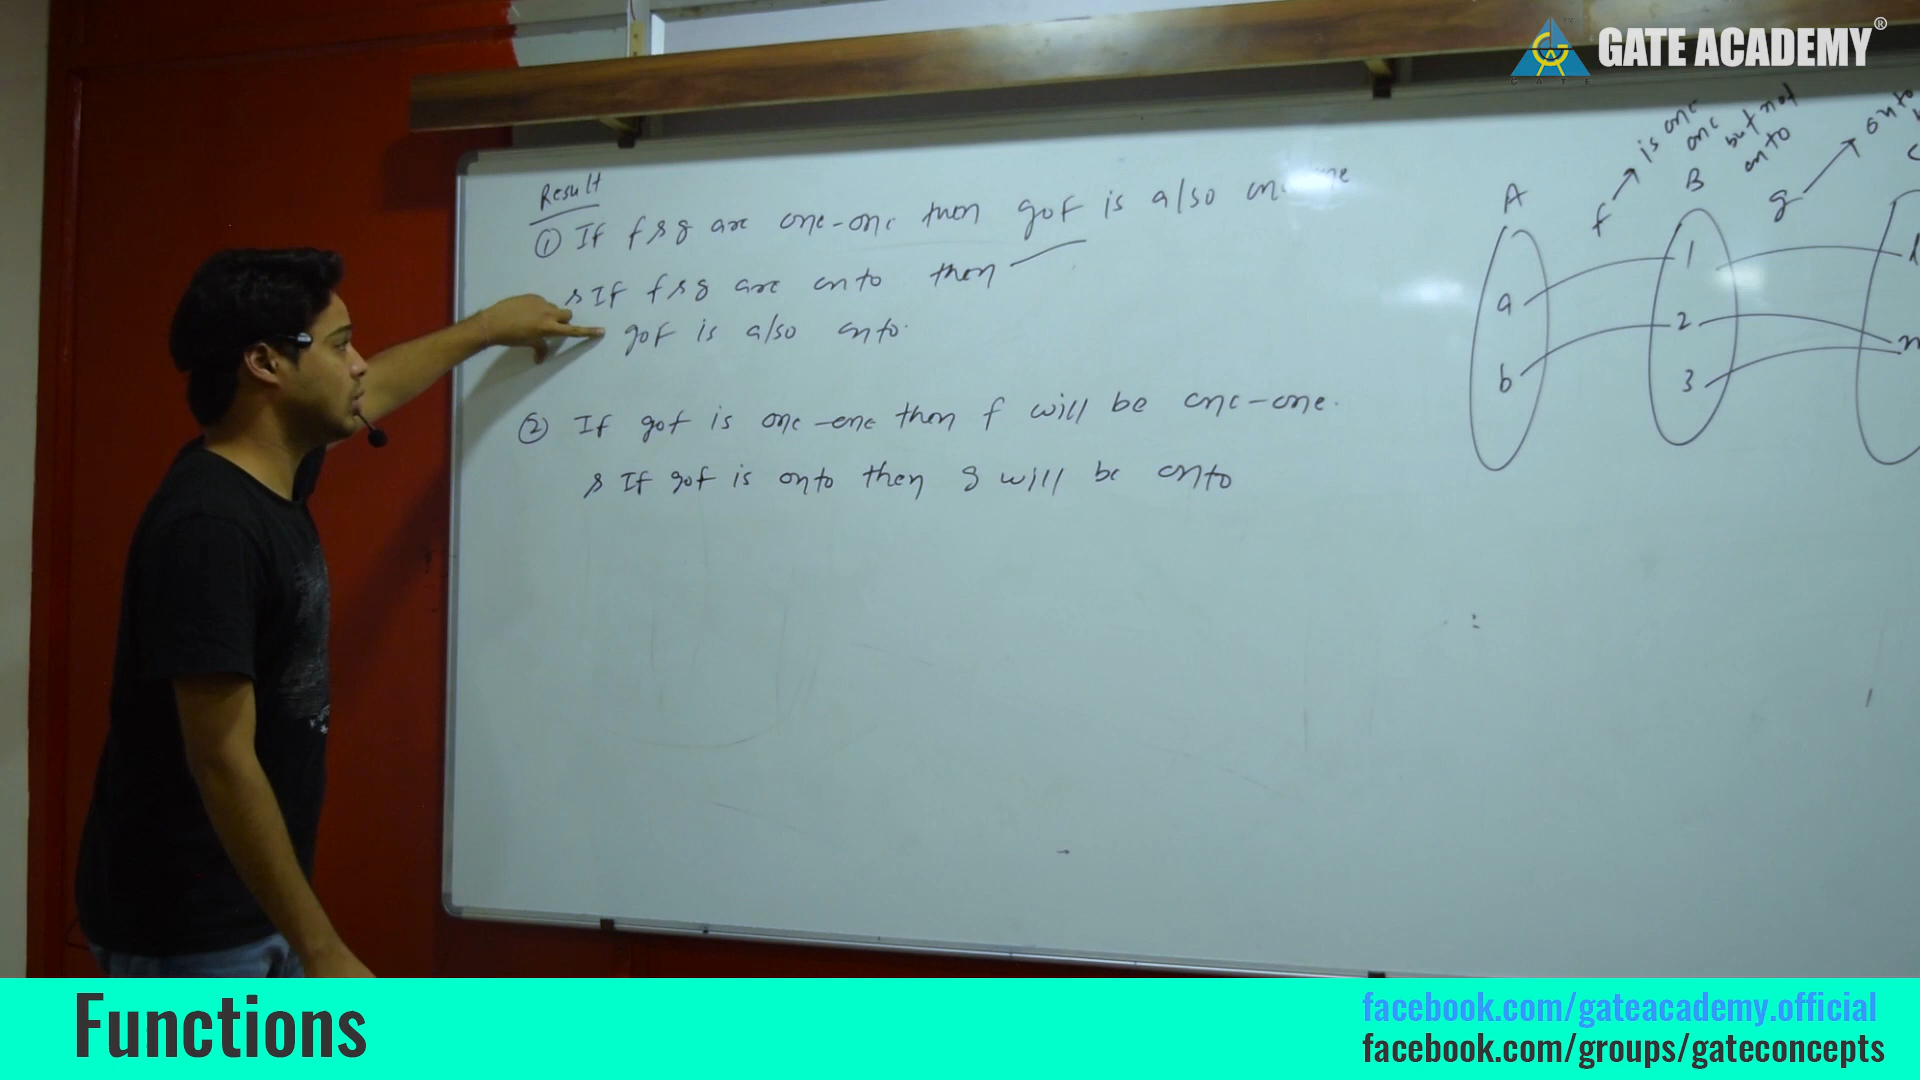 GATE ACADEMY®
GATE
Result
① If f & g are one-one then gof is also one
& If f & g are onto then
gof is also onto.
② If gof is one-one then f will be one-one.
& If gof is onto then g will be onto
A
f
is one
one
but not
onto
B
g
onto
a
b
1
2
3
Functions
facebook.com/gateacademy.official
facebook.com/groups/gateconcepts